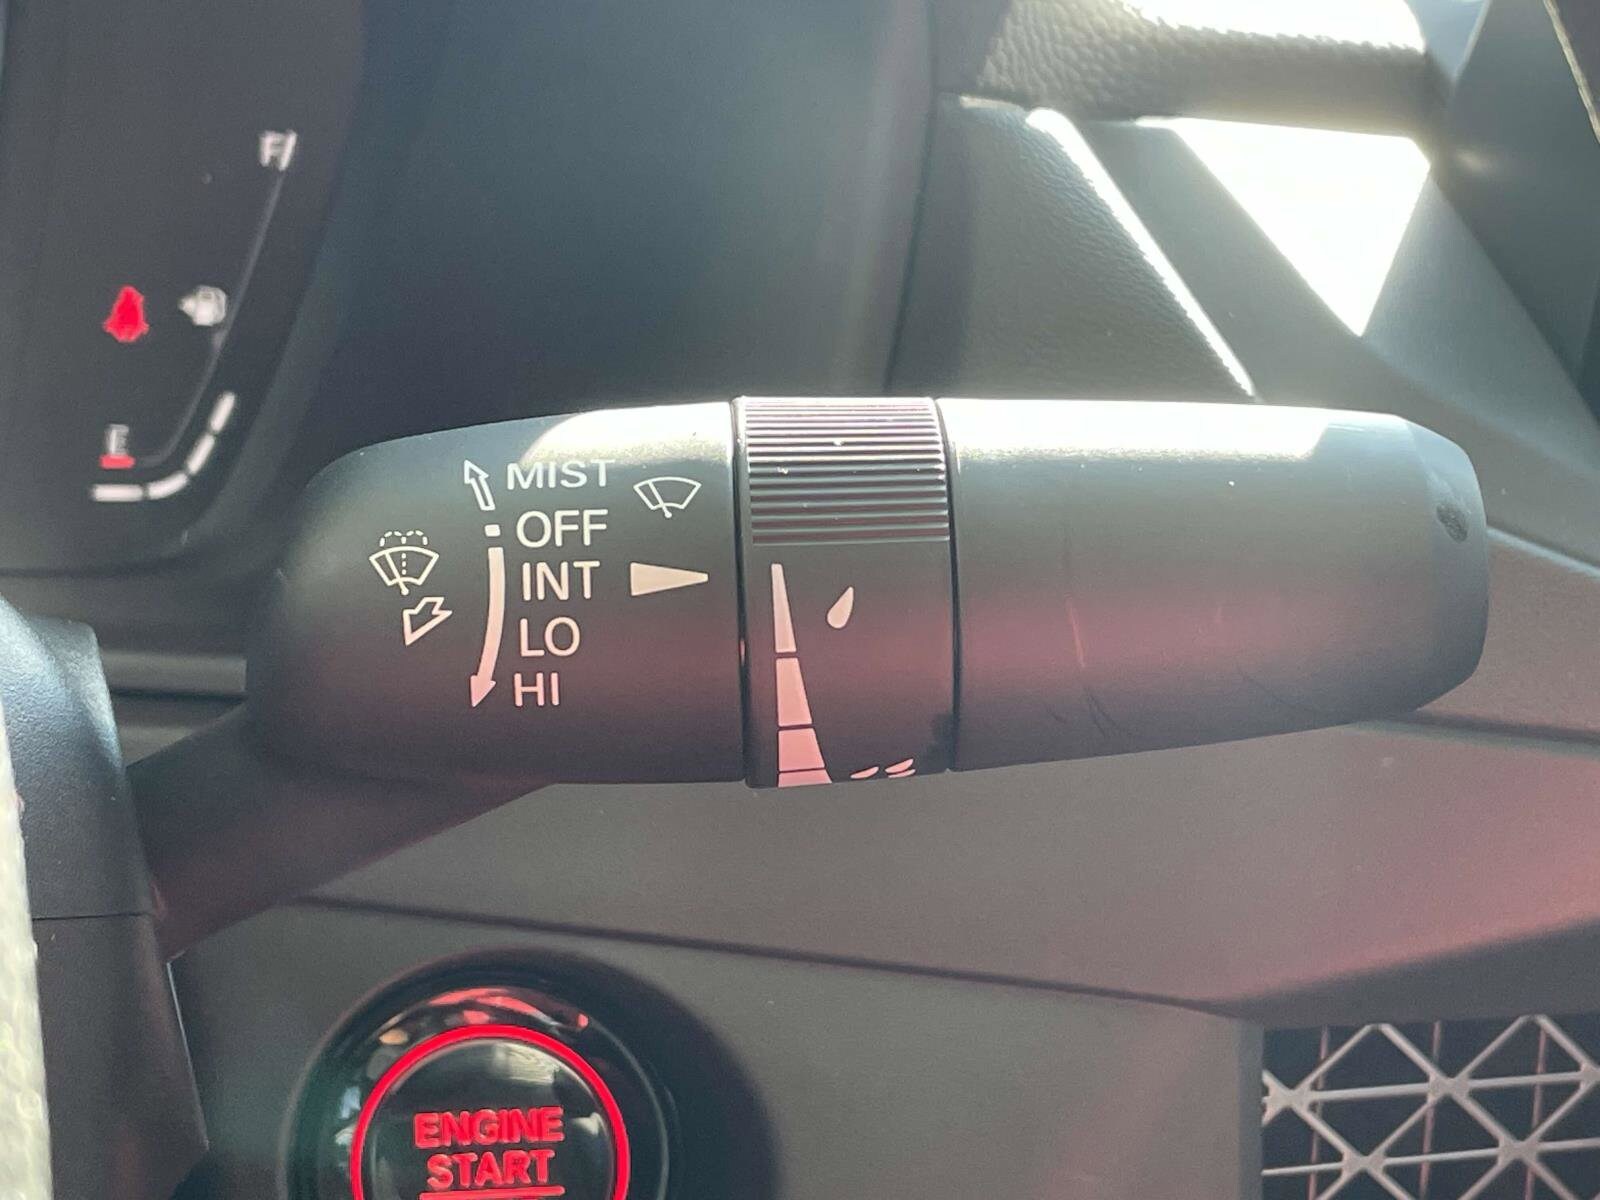 F
E
MIST
OFF
INT
LO
HI
ENGINE
START